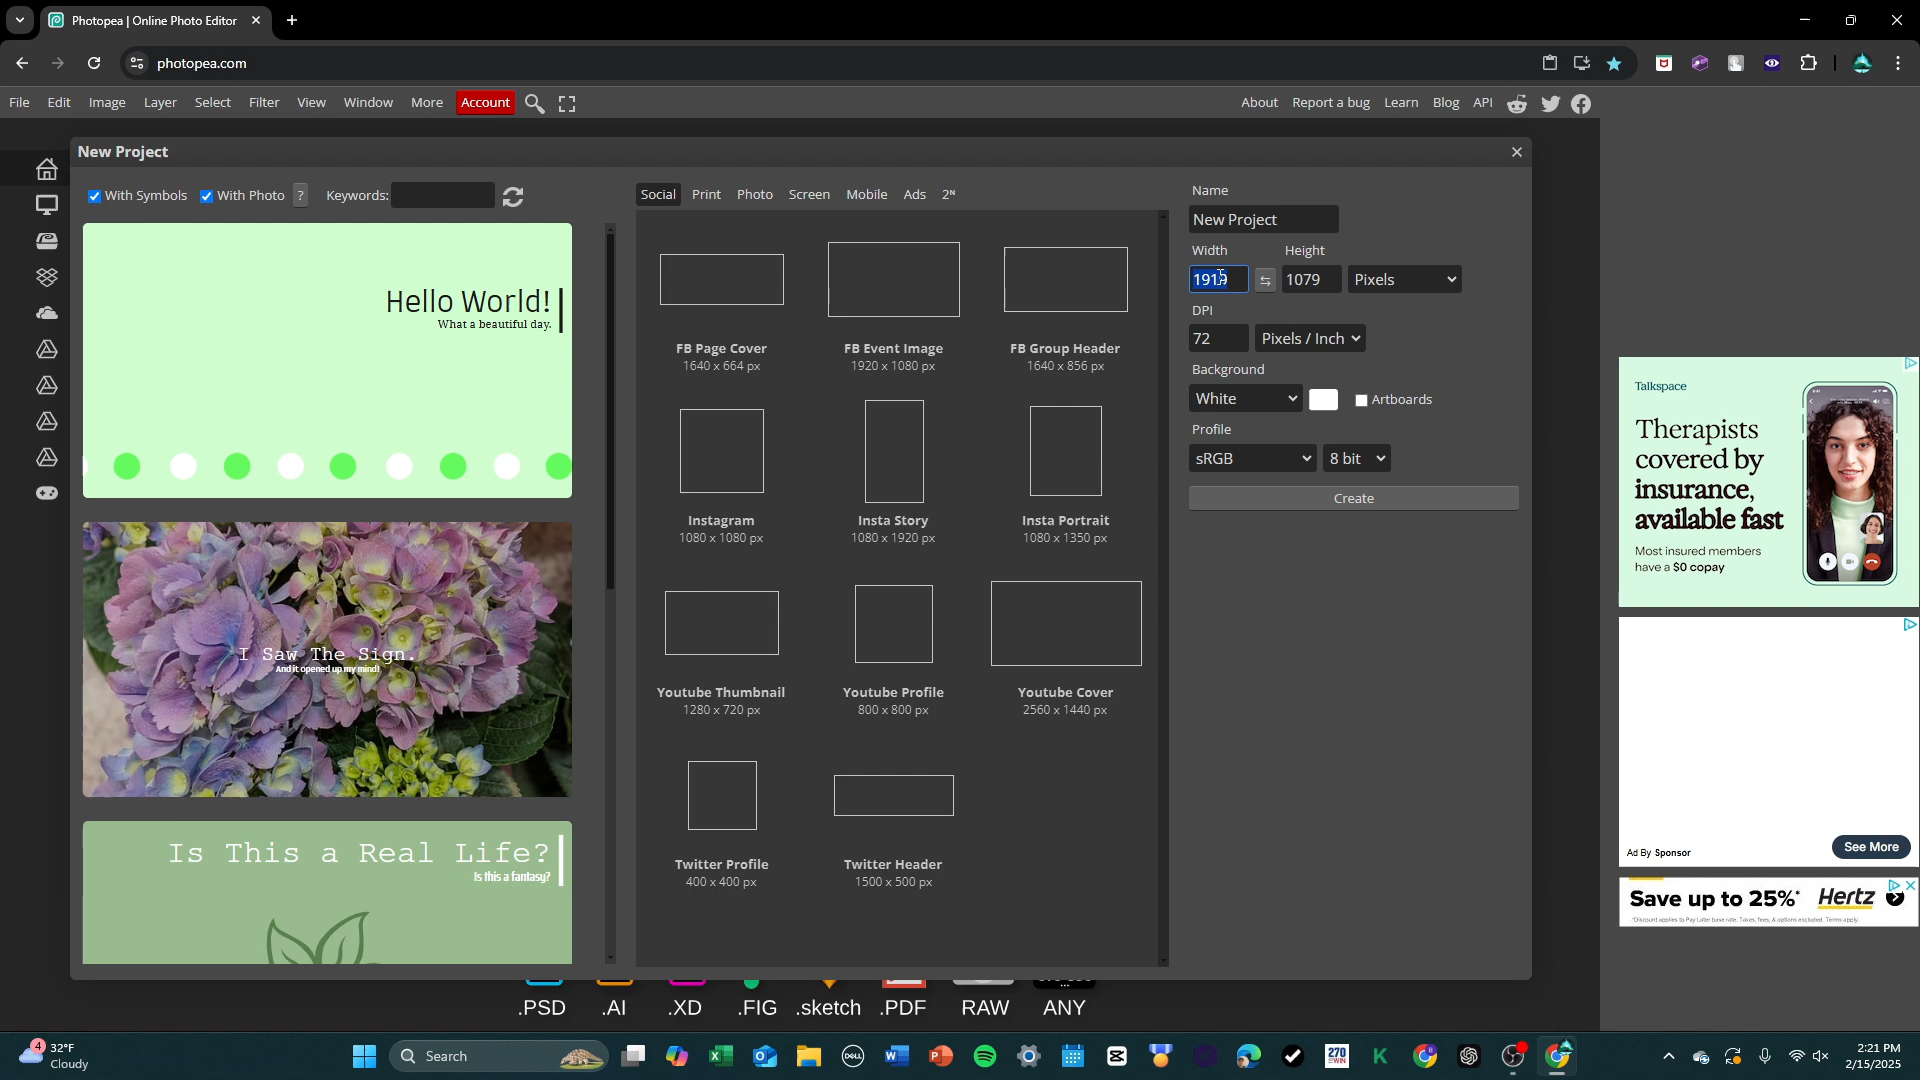 Photopea | Online Photo Editor
photopea.com
File Edit Image Layer Select Filter View Window More Account
About Report a bug Learn Blog API
New Project
With Symbols With Photo ? Keywords:
Hello World!
What a beautiful day.
I Saw The Sign.
And it opened up my mind!
Is This a Real Life?
Is this a fantasy?
Social Print Photo Screen Mobile Ads 2ᴺ
FB Page Cover
1640 x 664 px
FB Event Image
1920 x 1080 px
FB Group Header
1640 x 856 px
Instagram
1080 x 1080 px
Insta Story
1080 x 1920 px
Insta Portrait
1080 x 1350 px
Youtube Thumbnail
1280 x 720 px
Youtube Profile
800 x 800 px
Youtube Cover
2560 x 1440 px
Twitter Profile
400 x 400 px
Twitter Header
1500 x 500 px
Name
New Project
Width Height
1919 1079 Pixels
DPI
72 Pixels / Inch
Background
White Artboards
Profile
sRGB 8 bit
Create
.PSD .AI .XD .FIG .sketch .PDF RAW ANY
Talkspace
Therapists
covered by
insurance,
available fast
Most insured members
have a $0 copay
Ad By Sponsor
See More
Save up to 25%* Hertz
4
32°F
Cloudy
Search
DELL
270
WIN
K
2:21 PM
2/15/2025